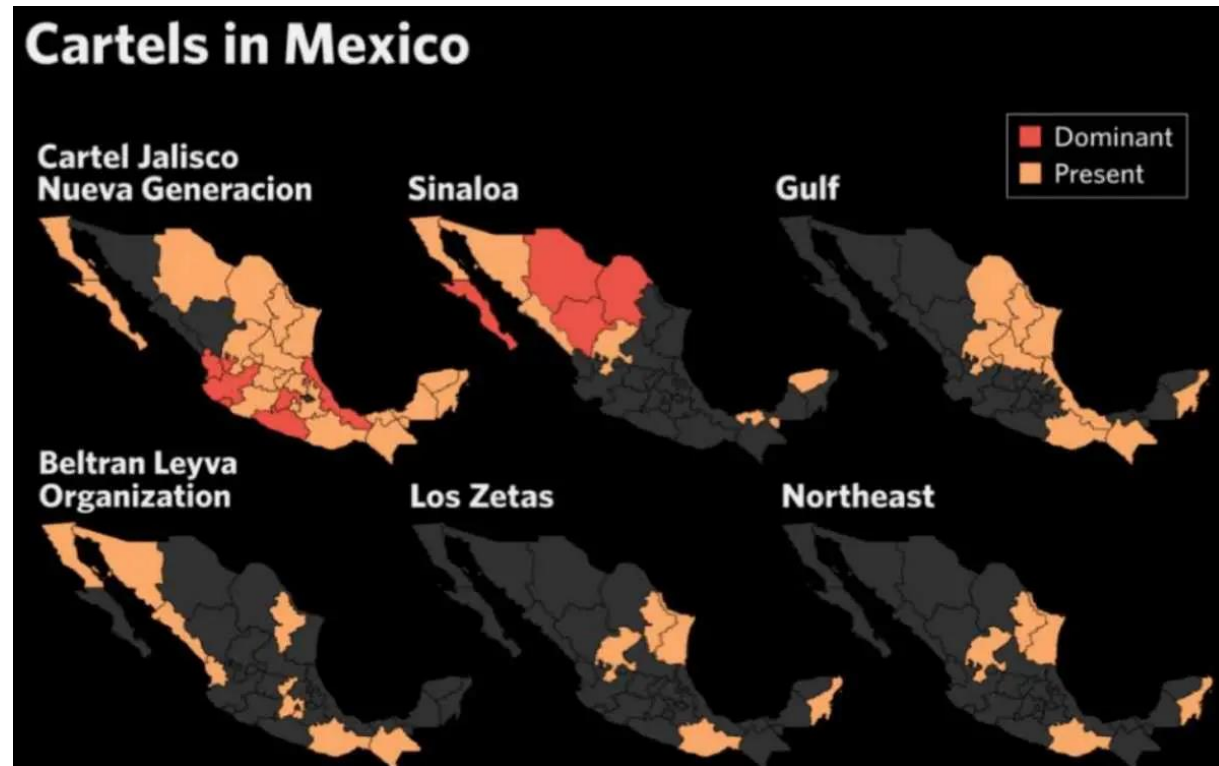 Cartels in Mexico
Dominant
Present
Cartel Jalisco
Nueva Generacion
Sinaloa
Gulf
Beltran Leyva
Organization
Los Zetas
Northeast